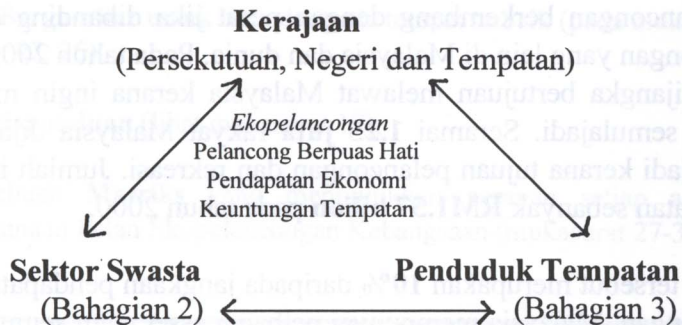 Kerajaan
(Persekutuan, Negeri dan Tempatan)
Ekopelancongan
Pelancong Berpuas Hati
Pendapatan Ekonomi
Keuntungan Tempatan
Sektor Swasta Penduduk Tempatan
(Bahagian 2) (Bahagian 3)